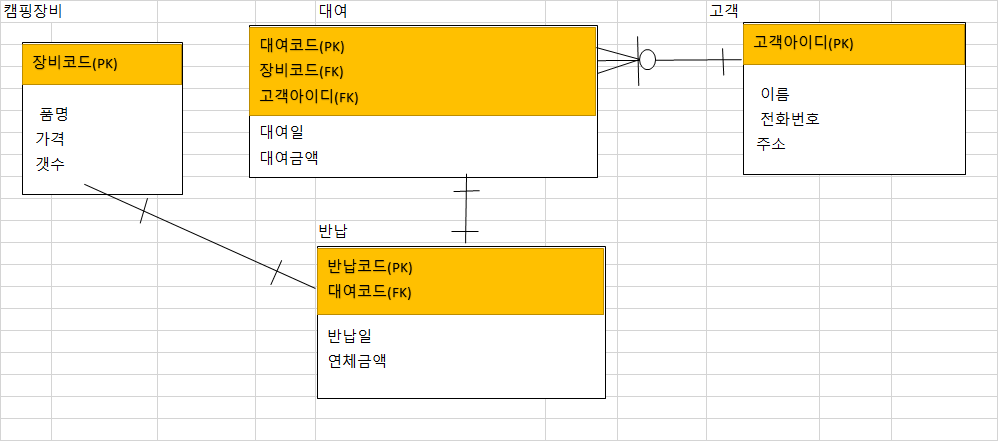 캠핑장비
장비코드(PK)
품명
가격
갯수
대여
대여코드(PK)
장비코드(FK)
고객아이디(FK)
대여일
대여금액
고객
고객아이디(PK)
이름
전화번호
주소
반납
반납코드(PK)
대여코드(FK)
반납일
연체금액